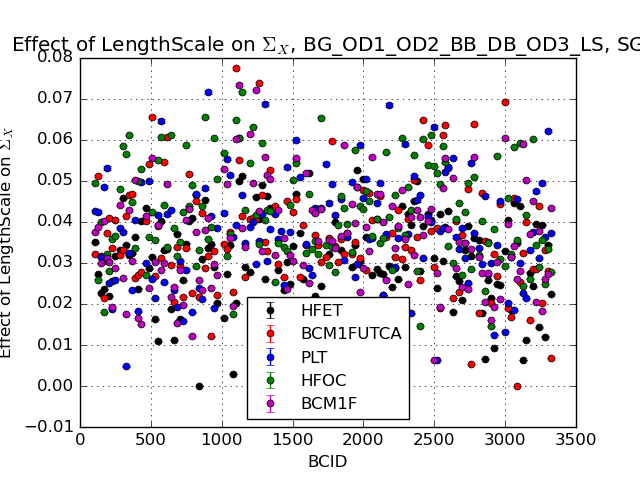 Effect of LengthScale on Σ_X, BG_OD1_OD2_BB_DB_OD3_LS, SG
0.08
0.07
0.06
0.05
0.04
0.03
0.02
0.01
0.00
−0.01
Effect of LengthScale on Σ_X
HFET
BCM1FUTCA
PLT
HFOC
BCM1F
0 500 1000 1500 2000 2500 3000 3500
BCID